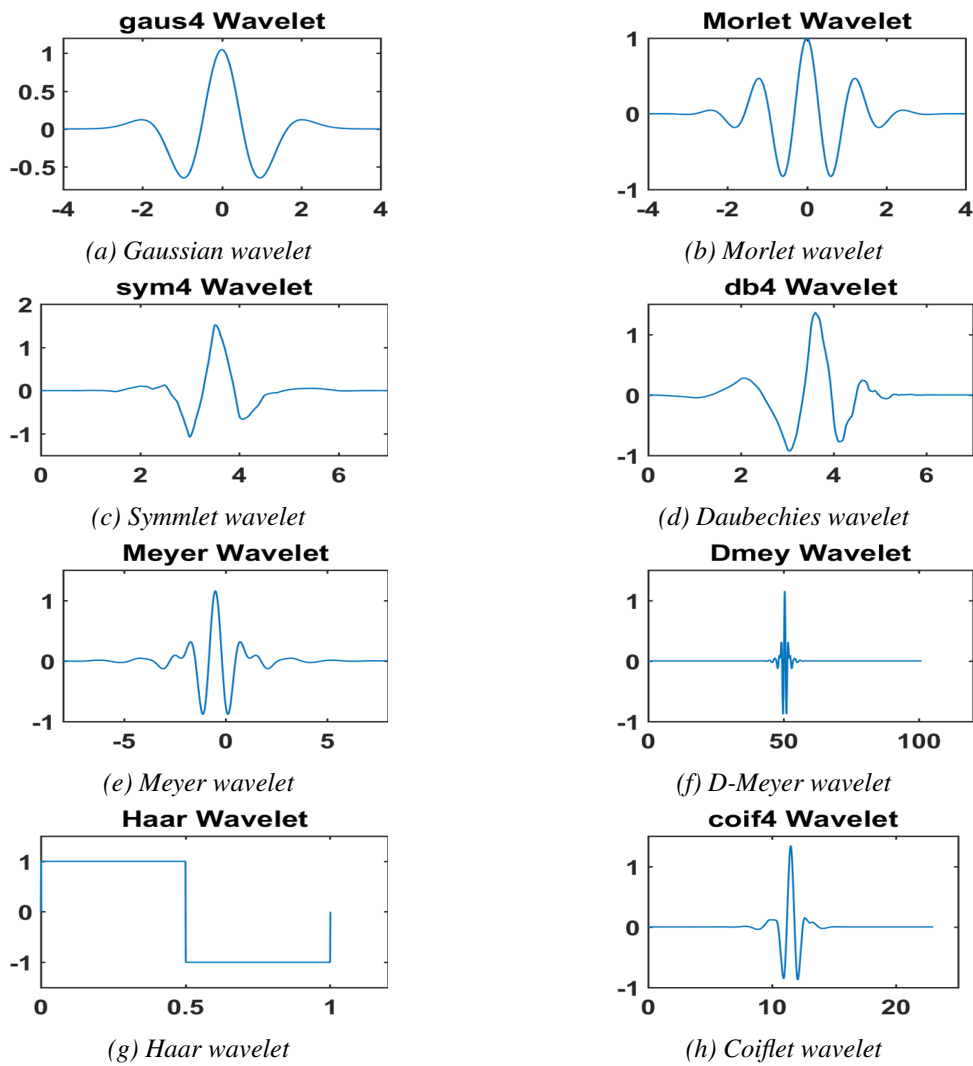 gaus4 Wavelet
1
0.5
0
-0.5
-4 -2 0 2 4
(a) Gaussian wavelet
Morlet Wavelet
1
0
-1
-4 -2 0 2 4
(b) Morlet wavelet
sym4 Wavelet
2
1
0
-1
0 2 4 6
(c) Symmlet wavelet
db4 Wavelet
1
0
-1
0 2 4 6
(d) Daubechies wavelet
Meyer Wavelet
1
0
-1
-5 0 5
(e) Meyer wavelet
Dmey Wavelet
1
0
-1
0 50 100
(f) D-Meyer wavelet
Haar Wavelet
1
0
-1
0 0.5 1
(g) Haar wavelet
coif4 Wavelet
1
0
-1
0 10 20
(h) Coiflet wavelet